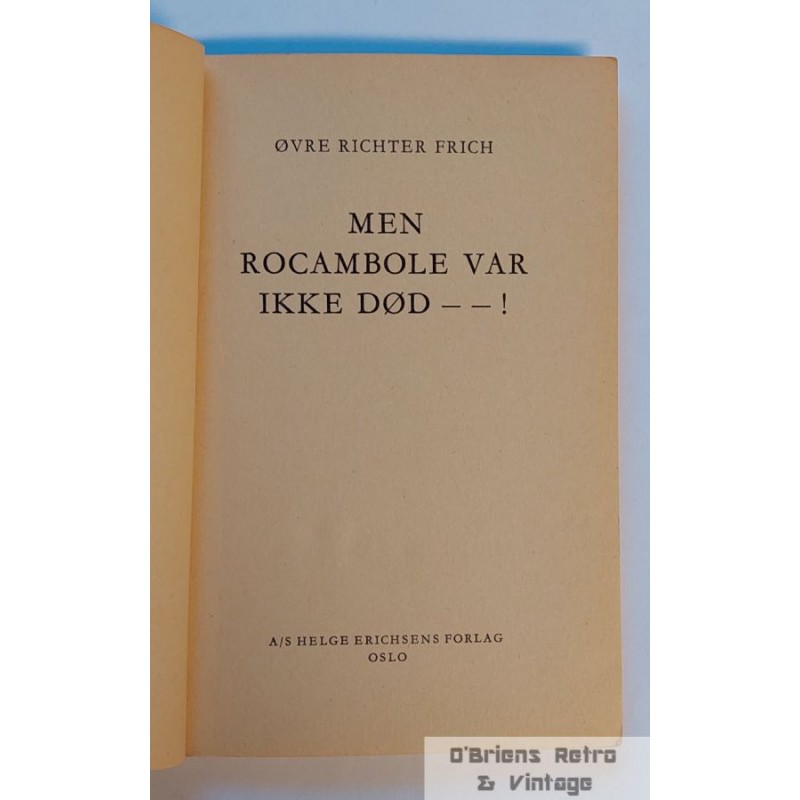 ØVRE RICHTER FRICH
MEN
ROCAMBOLE VAR
IKKE DØD – – !
A/S HELGE ERICHSENS FORLAG
OSLO
O'Briens Retro
& Vintage